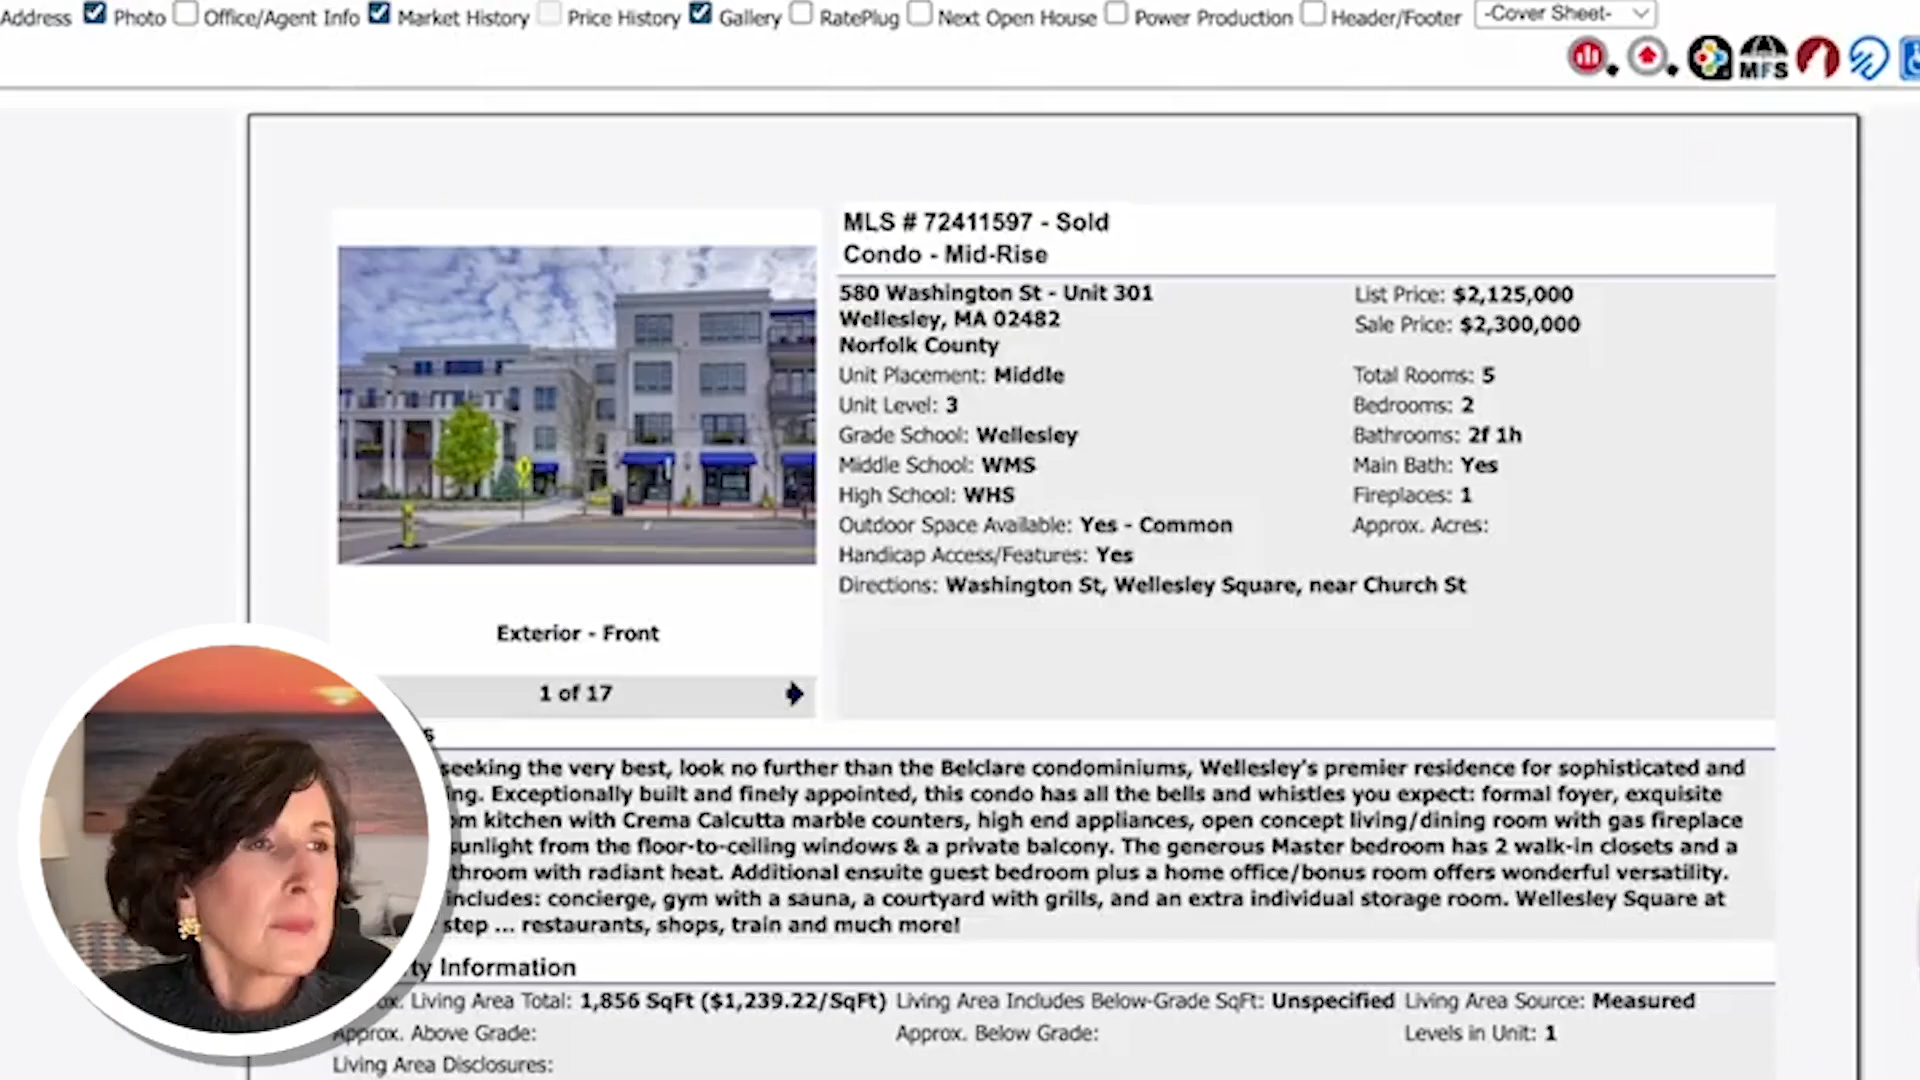 Address Photo Office/Agent Info Market History Price History Gallery RatePlug Next Open House Power Production Header/Footer -Cover Sheet-
MFS
MLS # 72411597 - Sold
Condo - Mid-Rise
580 Washington St - Unit 301
Wellesley, MA 02482
Norfolk County
Unit Placement: Middle
Unit Level: 3
Grade School: Wellesley
Middle School: WMS
High School: WHS
Outdoor Space Available: Yes - Common
Handicap Access/Features: Yes
Directions: Washington St, Wellesley Square, near Church St
List Price: $2,125,000
Sale Price: $2,300,000
Total Rooms: 5
Bedrooms: 2
Bathrooms: 2f 1h
Main Bath: Yes
Fireplaces: 1
Approx. Acres:
Exterior - Front
1 of 17
seeking the very best, look no further than the Belclare condominiums, Wellesley's premier residence for sophisticated and
ing. Exceptionally built and finely appointed, this condo has all the bells and whistles you expect: formal foyer, exquisite
om kitchen with Crema Calcutta marble counters, high end appliances, open concept living/dining room with gas fireplace
sunlight from the floor-to-ceiling windows & a private balcony. The generous Master bedroom has 2 walk-in closets and a
throom with radiant heat. Additional ensuite guest bedroom plus a home office/bonus room offers wonderful versatility.
includes: concierge, gym with a sauna, a courtyard with grills, and an extra individual storage room. Wellesley Square at
step ... restaurants, shops, train and much more!
ty Information
ox. Living Area Total: 1,856 SqFt ($1,239.22/SqFt) Living Area Includes Below-Grade SqFt: Unspecified Living Area Source: Measured
Approx. Above Grade: Approx. Below Grade: Levels in Unit: 1
Living Area Disclosures: